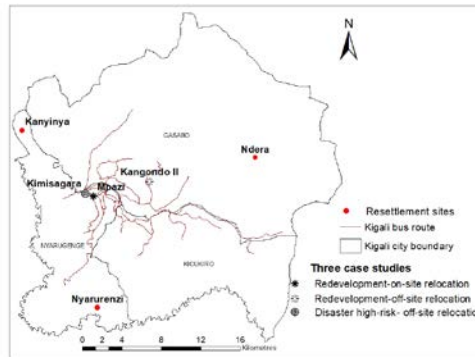 N
Kanyinya
GASABO
Ndera
Kangondo II
Kimisagara
Mpazi
NYARUGENGE
KICUKIRO
Nyarurenzi
Resettlement sites
Kigali bus route
Kigali city boundary
Three case studies
Redevelopment-on-site relocation
Redevelopment-off-site relocation
Disaster high-risk- off-site relocation
0 2 4 8 12 16
Kilometres